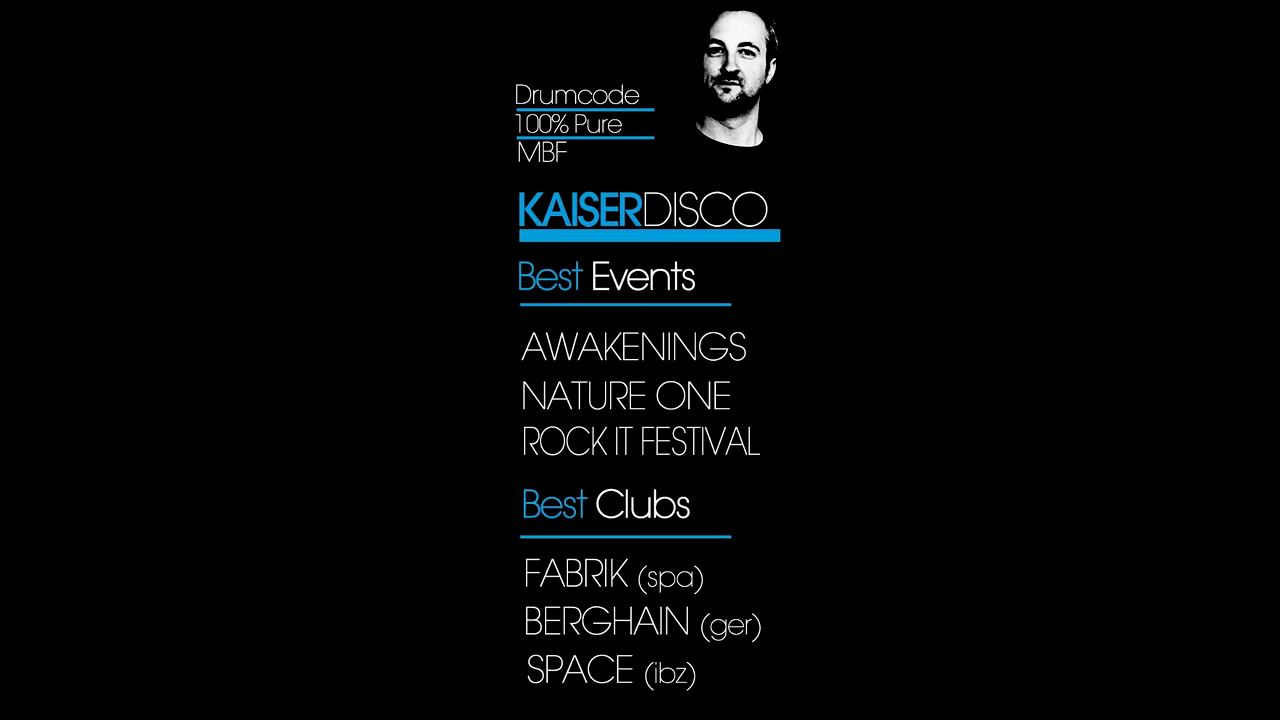 Drumcode
100% Pure
MBF
KAISERDISCO
Best Events
AWAKENINGS
NATURE ONE
ROCK IT FESTIVAL
Best Clubs
FABRIK (spa)
BERGHAIN (ger)
SPACE (ibz)